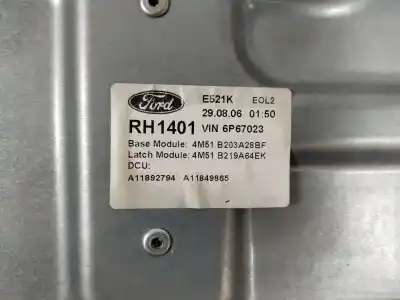 Ford E521K EOL2
29.08.06 01:50
RH1401 VIN 6P67023
Base Module: 4M51 B203A28BF
Latch Module: 4M51 B219A64EK
DCU:
A11892794 A11849865